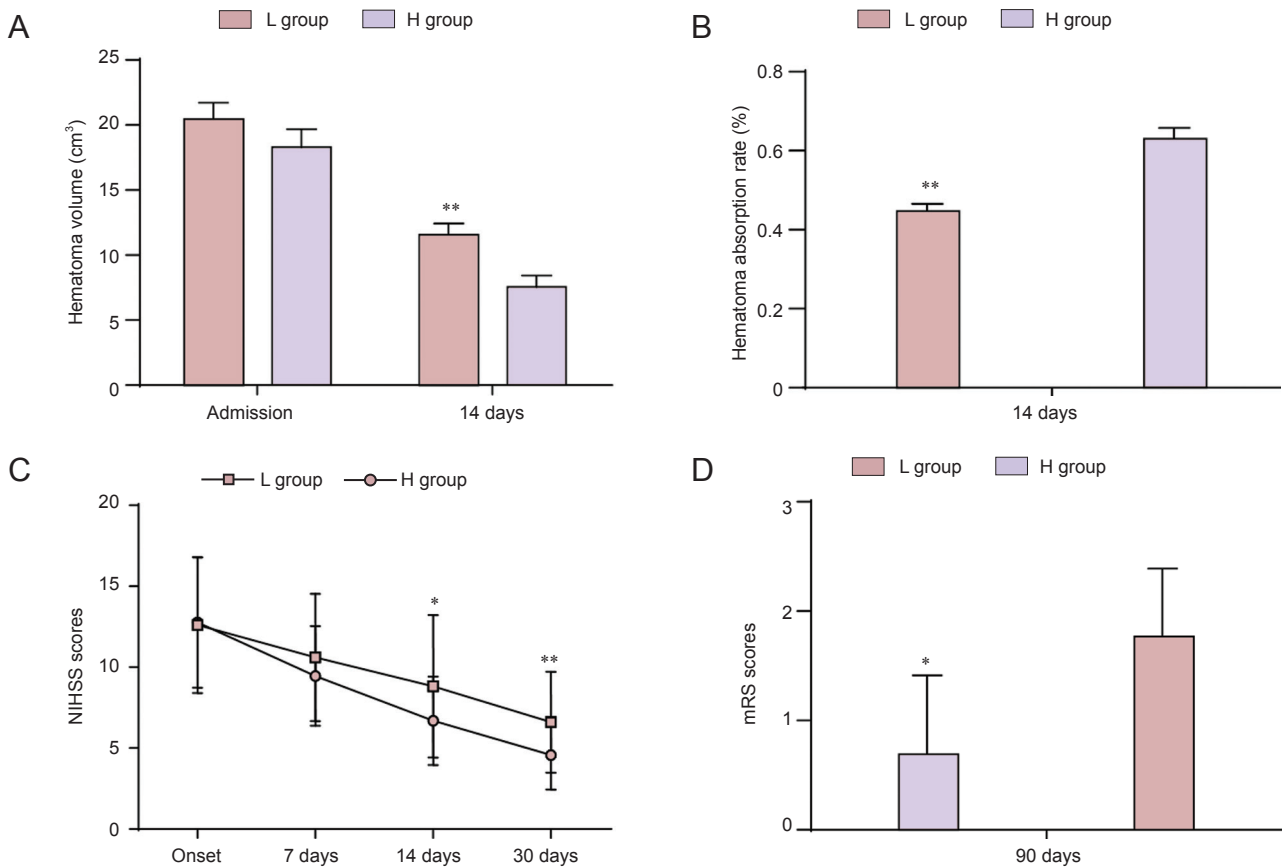 A
L group H group
Hematoma volume (cm³)
25
20
15
10
5
0
**
Admission 14 days
B
L group H group
Hematoma absorption rate (%)
0.8
0.6
0.4
0.2
0
**
14 days
C
L group H group
NIHSS scores
20
15
10
5
0
*
**
Onset 7 days 14 days 30 days
D
L group H group
mRS scores
3
2
1
0
*
90 days